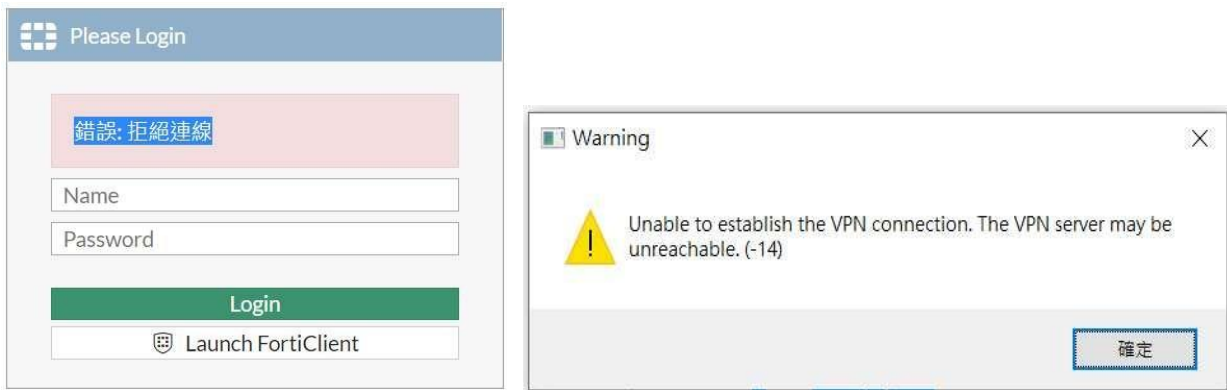 Please Login
錯誤: 拒絕連線
Name
Password
Login
Launch FortiClient
Warning
Unable to establish the VPN connection. The VPN server may be
unreachable. (-14)
確定